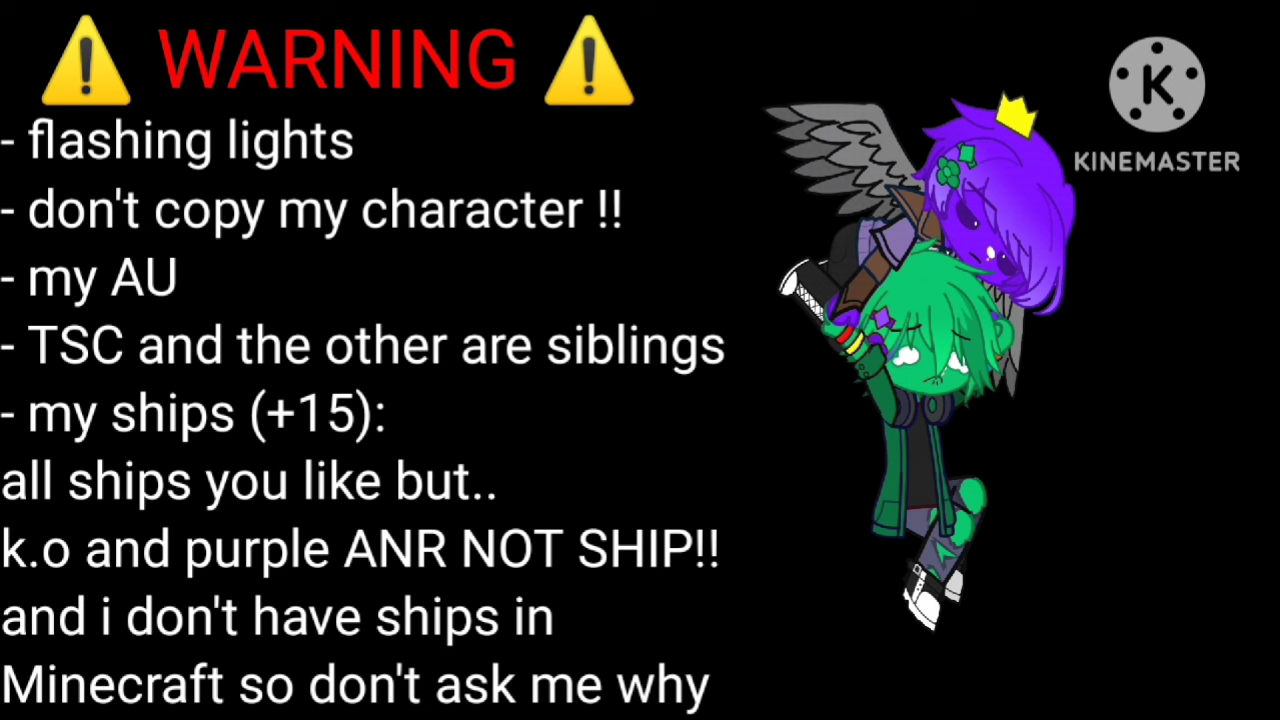 ⚠️ WARNING ⚠️
- flashing lights
- don't copy my character !!
- my AU
- TSC and the other are siblings
- my ships (+15):
all ships you like but..
k.o and purple ANR NOT SHIP!!
and i don't have ships in
Minecraft so don't ask me why
K
KINEMASTER